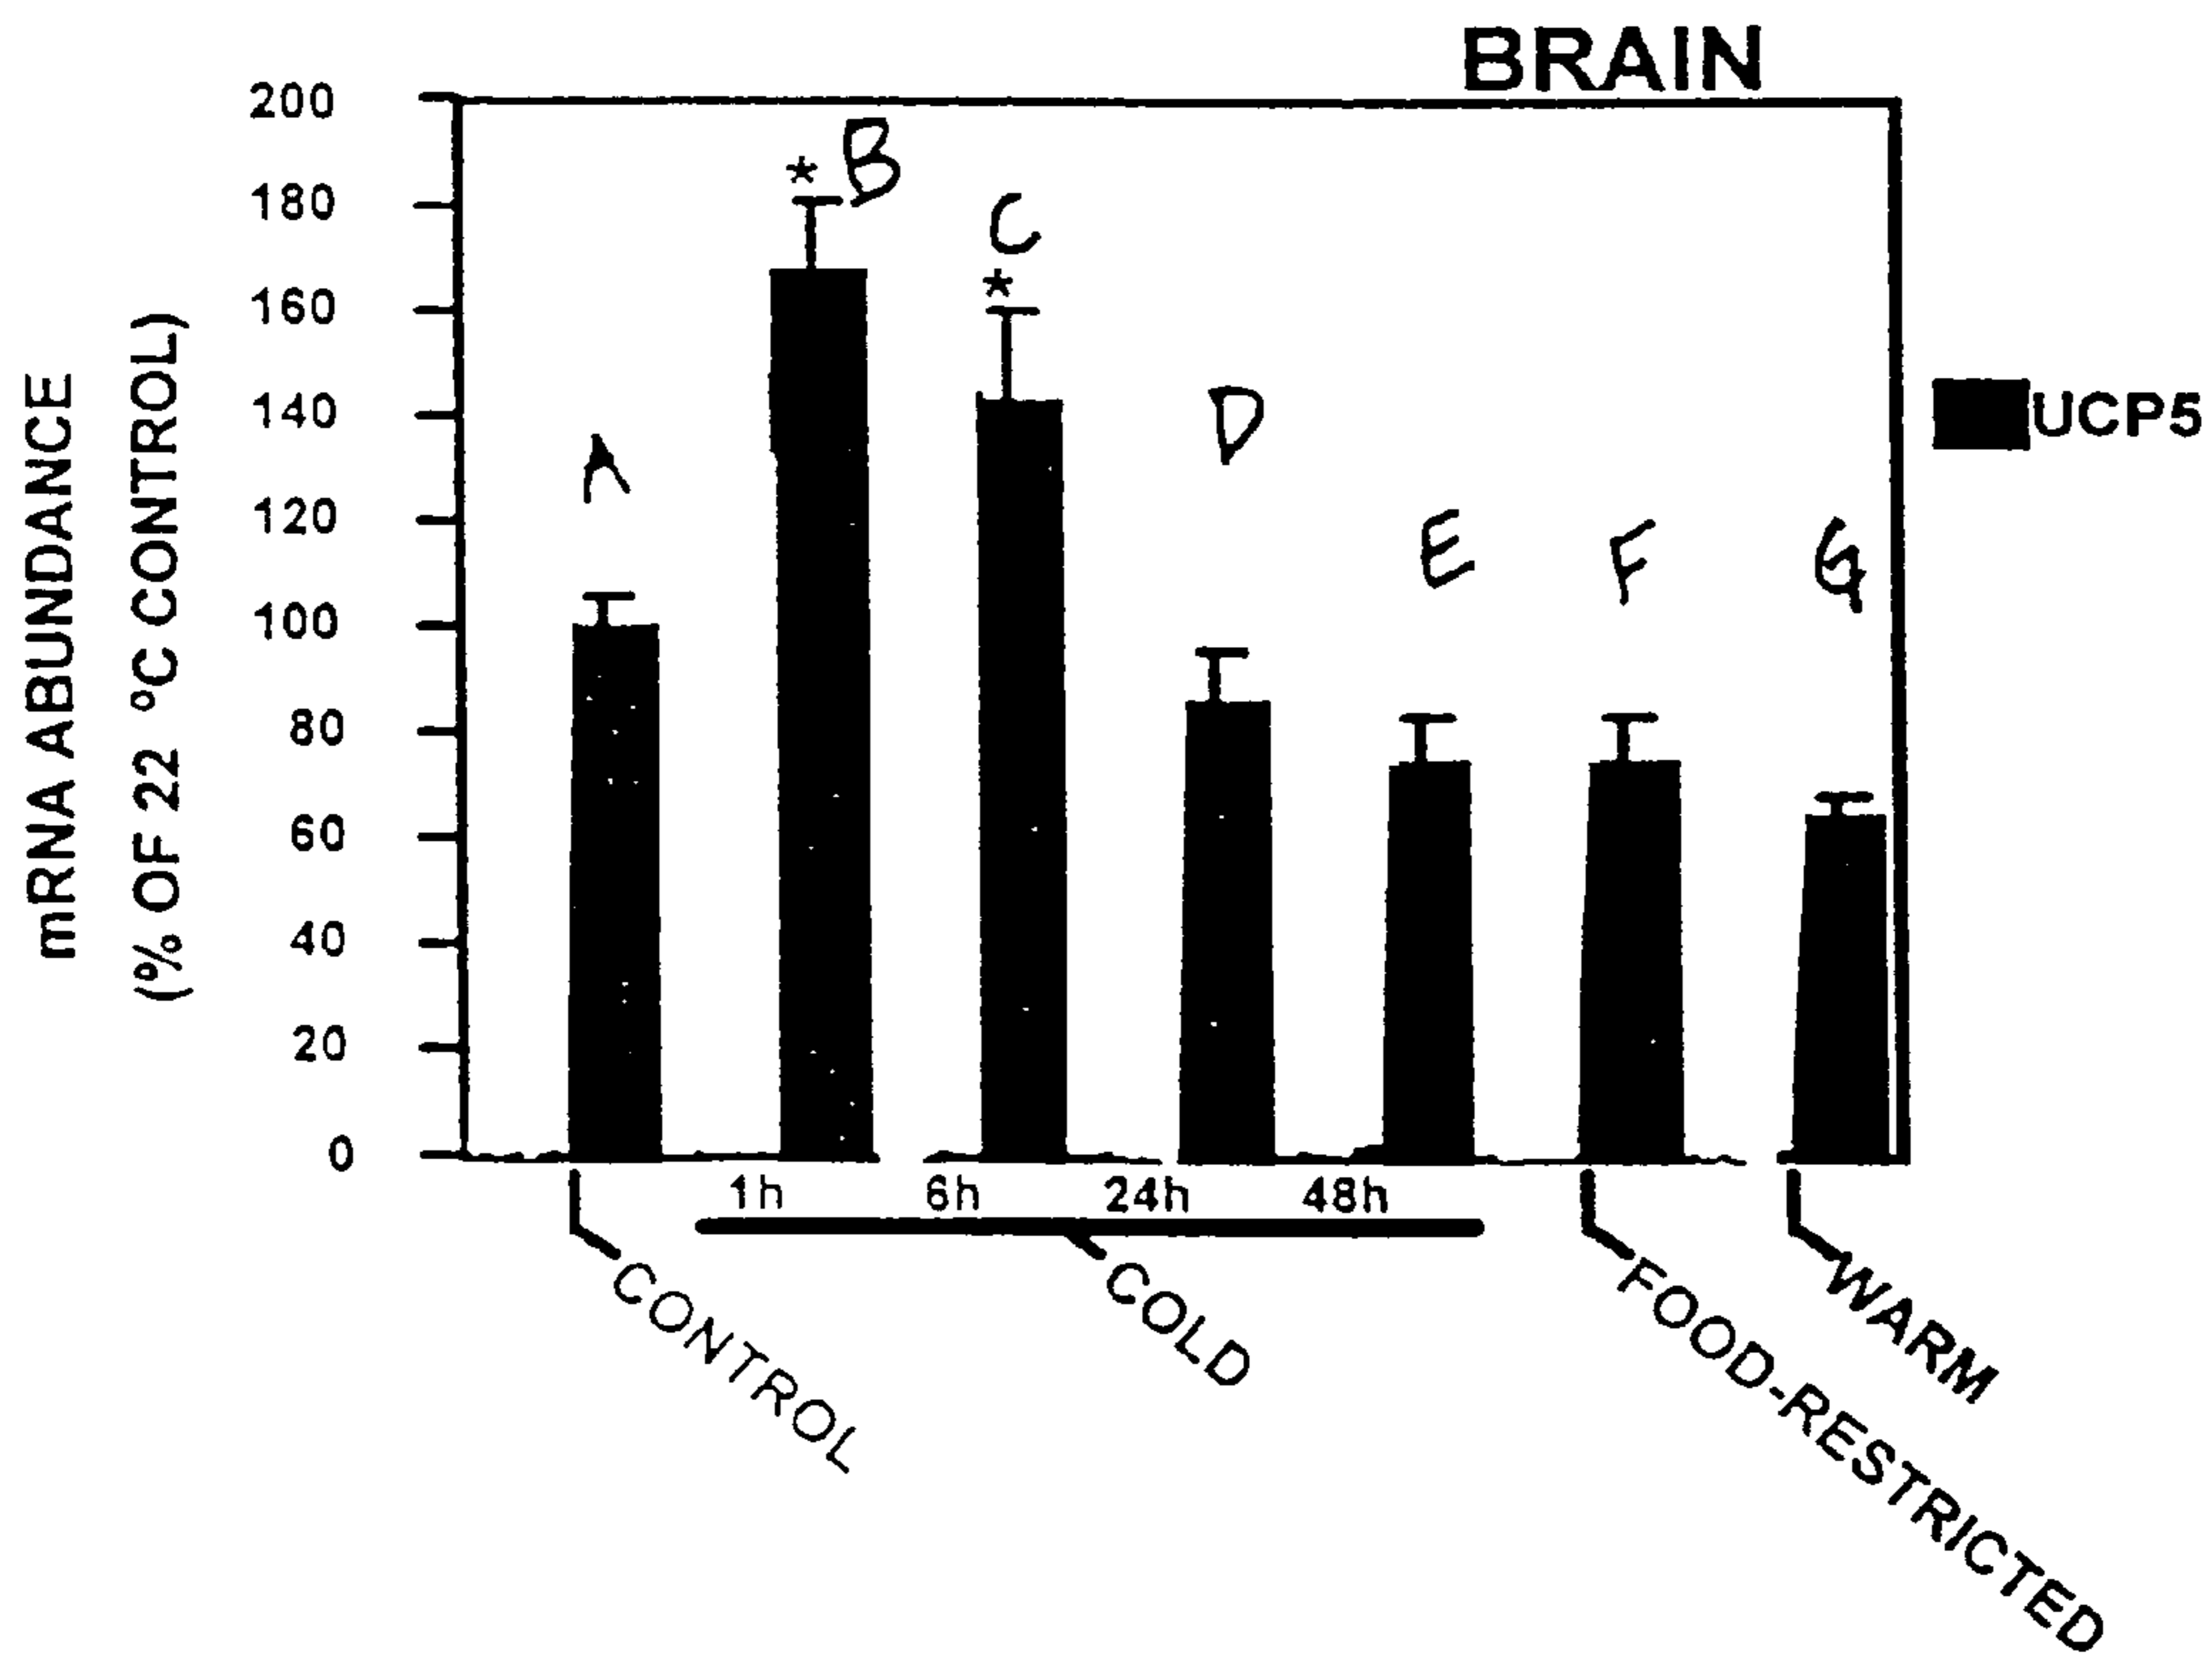 BRAIN
mRNA ABUNDANCE
(% OF 22 °C CONTROL)
200
180
160
140
120
100
80
60
40
20
0
A
* B
C
*
D
E
F
G
UCP5
1h 6h 24h 48h
CONTROL
COLD
FOOD-RESTRICTED
WARM